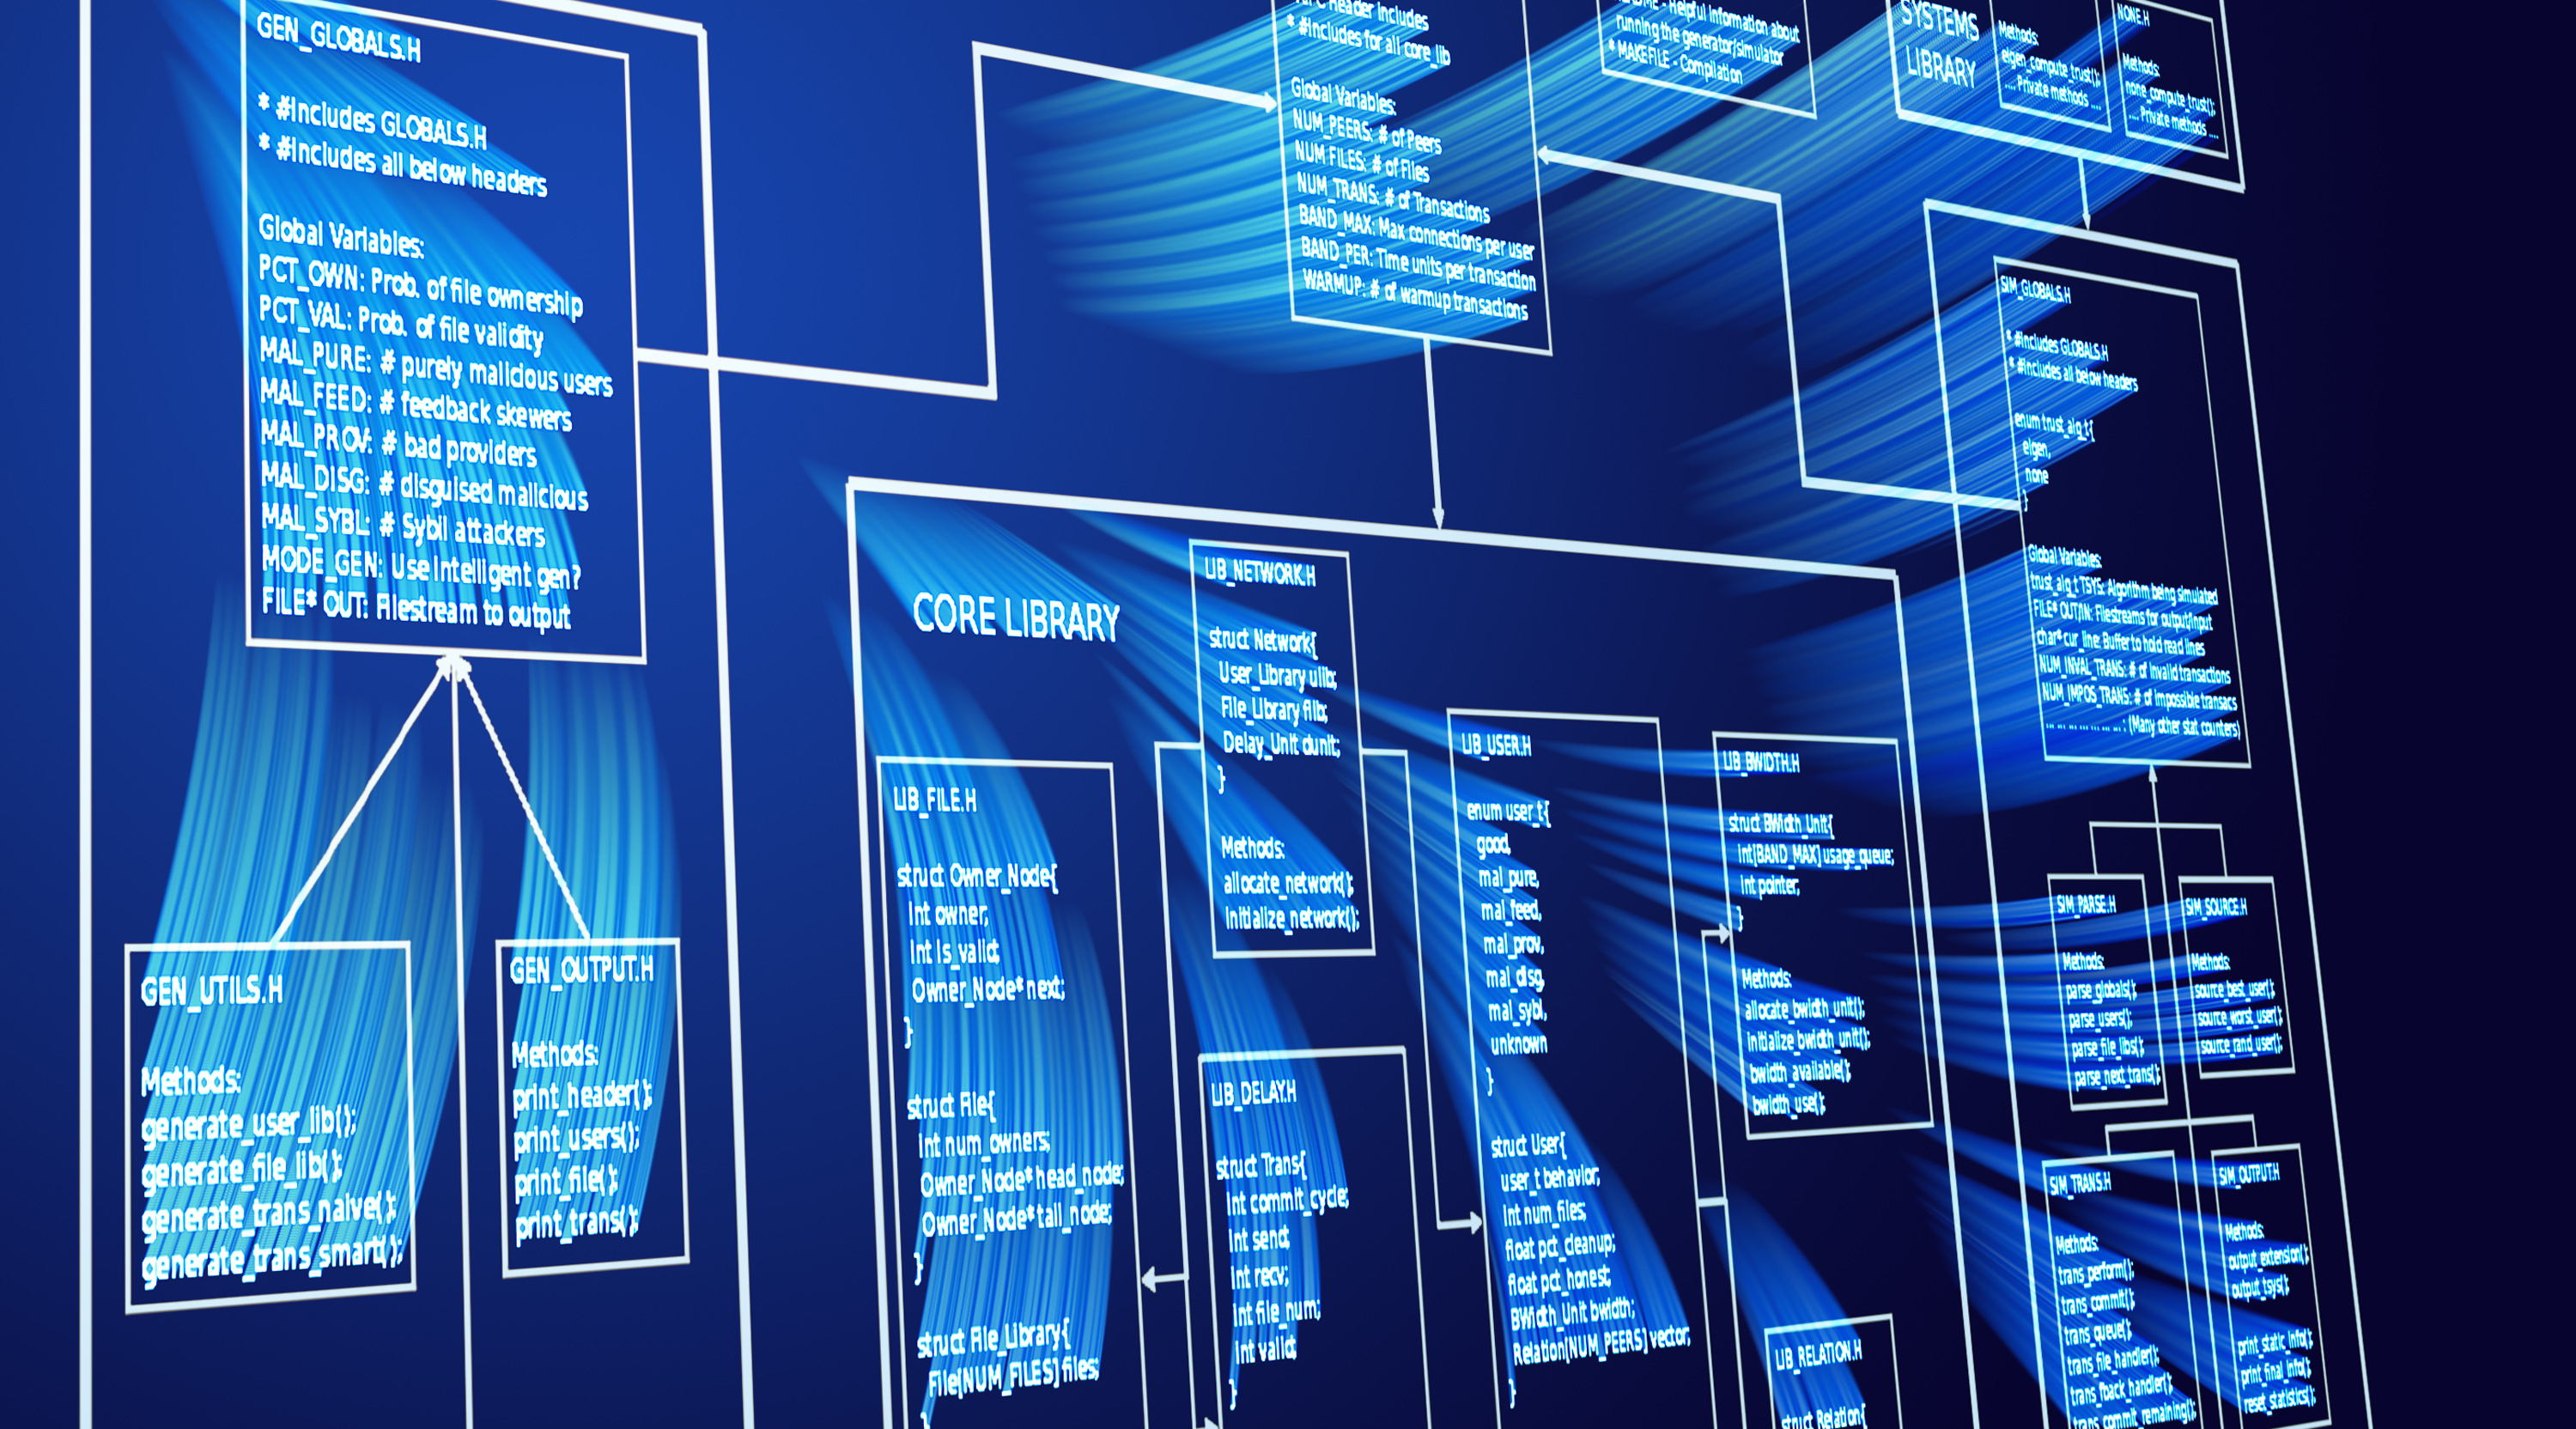 GEN_GLOBALS.H
* #Includes GLOBALS.H
* #Includes all below headers
Global Variables:
PCT_OWN: Prob. of file ownership
PCT_VAL: Prob. of file validity
MAL_PURE: # purely malicious users
MAL_FEED: # feedback skewers
MAL_PROV: # bad providers
MAL_DISG: # disguised malicious
MAL_SYBL: # Sybil attackers
MODE_GEN: Use intelligent gen?
FILE* OUT: Filestream to output
GEN_UTILS.H
Methods:
generate_user_lib();
generate_file_lib();
generate_trans_naive();
generate_trans_smart();
GEN_OUTPUT.H
Methods:
print_header();
print_users();
print_file();
print_trans();
Header Includes
* #Includes for all core_lib
Global Variables:
NUM_PEERS: # of Peers
NUM_FILES: # of Files
NUM_TRANS: # of Transactions
BAND_MAX: Max connections per user
BAND_PER: Time units per transaction
WARMUP: # of warmup transactions
- Helpful information about
running the generator/simulator
* MAKEFILE - Compilation
SYSTEMS
LIBRARY
Methods:
eigen_compute_trust();
.... Private methods ....
NONE.H
Methods:
none_compute_trust();
.... Private methods ....
CORE LIBRARY
LIB_NETWORK.H
struct Network{
User_Library ulib;
File_Library flib;
Delay_Unit dunit;
}
Methods:
allocate_network();
initialize_network();
LIB_FILE.H
struct Owner_Node{
int owner;
int is_valid;
Owner_Node* next;
}
struct File{
int num_owners;
Owner_Node* head_node;
Owner_Node* tail_node;
}
struct File_Library{
File[NUM_FILES] files;
}
LIB_DELAY.H
struct Trans{
int commit_cycle;
int send;
int recv;
int file_num;
int valid;
}
LIB_USER.H
enum user_t{
good,
mal_pure,
mal_feed,
mal_prov,
mal_disg,
mal_sybl,
unknown
}
struct User{
user_t behavior;
int num_files;
float pct_cleanup;
float pct_honest;
BWidth_Unit bwidth;
Relation[NUM_PEERS] vector;
}
LIB_BWIDTH.H
struct BWidth_Unit{
int[BAND_MAX] usage_queue;
int pointer;
}
Methods:
allocate_bwidth_unit();
initialize_bwidth_unit();
bwidth_available();
bwidth_use();
LIB_RELATION.H
struct Relation{
SIM_GLOBALS.H
* #Includes GLOBALS.H
* #Includes all below headers
enum trust_alg_t{
eigen,
none
}
Global Variables:
trust_alg_t TSYS: Algorithm being simulated
FILE* OUT/IN: Filestreams for output/input
char* cur_line: Buffer to hold read lines
NUM_INVAL_TRANS: # of invalid transactions
NUM_IMPOS_TRANS: # of impossible transacs
... ... ... ... ... ... : (Many other stat counters)
SIM_PARSE.H
Methods:
parse_globals();
parse_users();
parse_file_libs();
parse_next_trans();
SIM_SOURCE.H
Methods:
source_best_user();
source_worst_user();
source_rand_user();
SIM_TRANS.H
Methods:
trans_perform();
trans_commit();
trans_queue();
trans_file_handler();
trans_fback_handler();
trans_commit_remaining();
SIM_OUTPUT.H
Methods:
output_extension();
output_tsys();
print_static_info();
print_final_info();
reset_statistics();